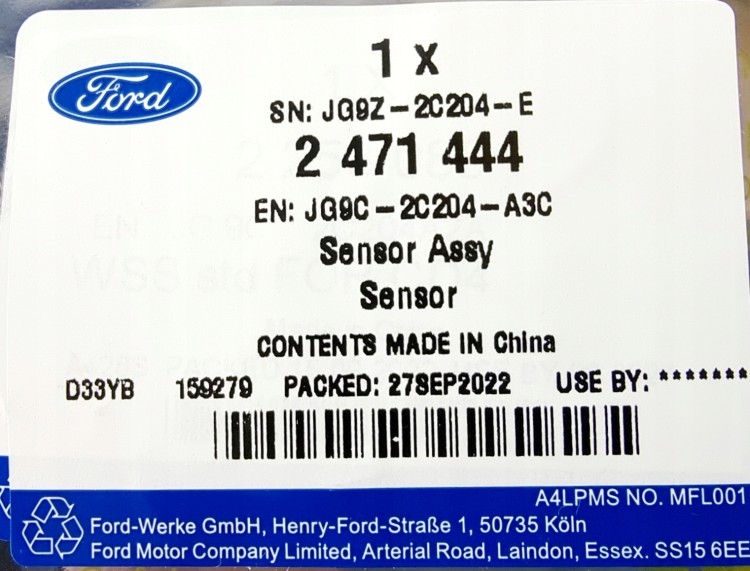 Ford
1 x
SN: JG9Z-2C204-E
2 471 444
EN: JG9C-2C204-A3C
Sensor Assy
Sensor
CONTENTS MADE IN China
D33YB 159279 PACKED: 27SEP2022 USE BY: *******
A4LPMS NO. MFL001
Ford-Werke GmbH, Henry-Ford-Straße 1, 50735 Köln
Ford Motor Company Limited, Arterial Road, Laindon, Essex. SS15 6EE